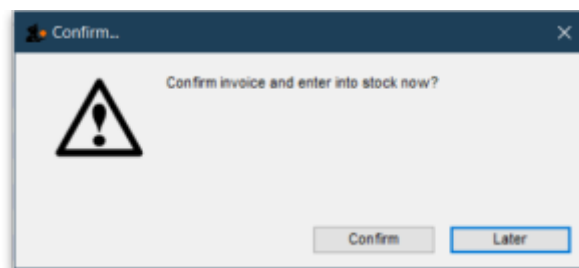 Confirm...
Confirm invoice and enter into stock now?
Confirm
Later